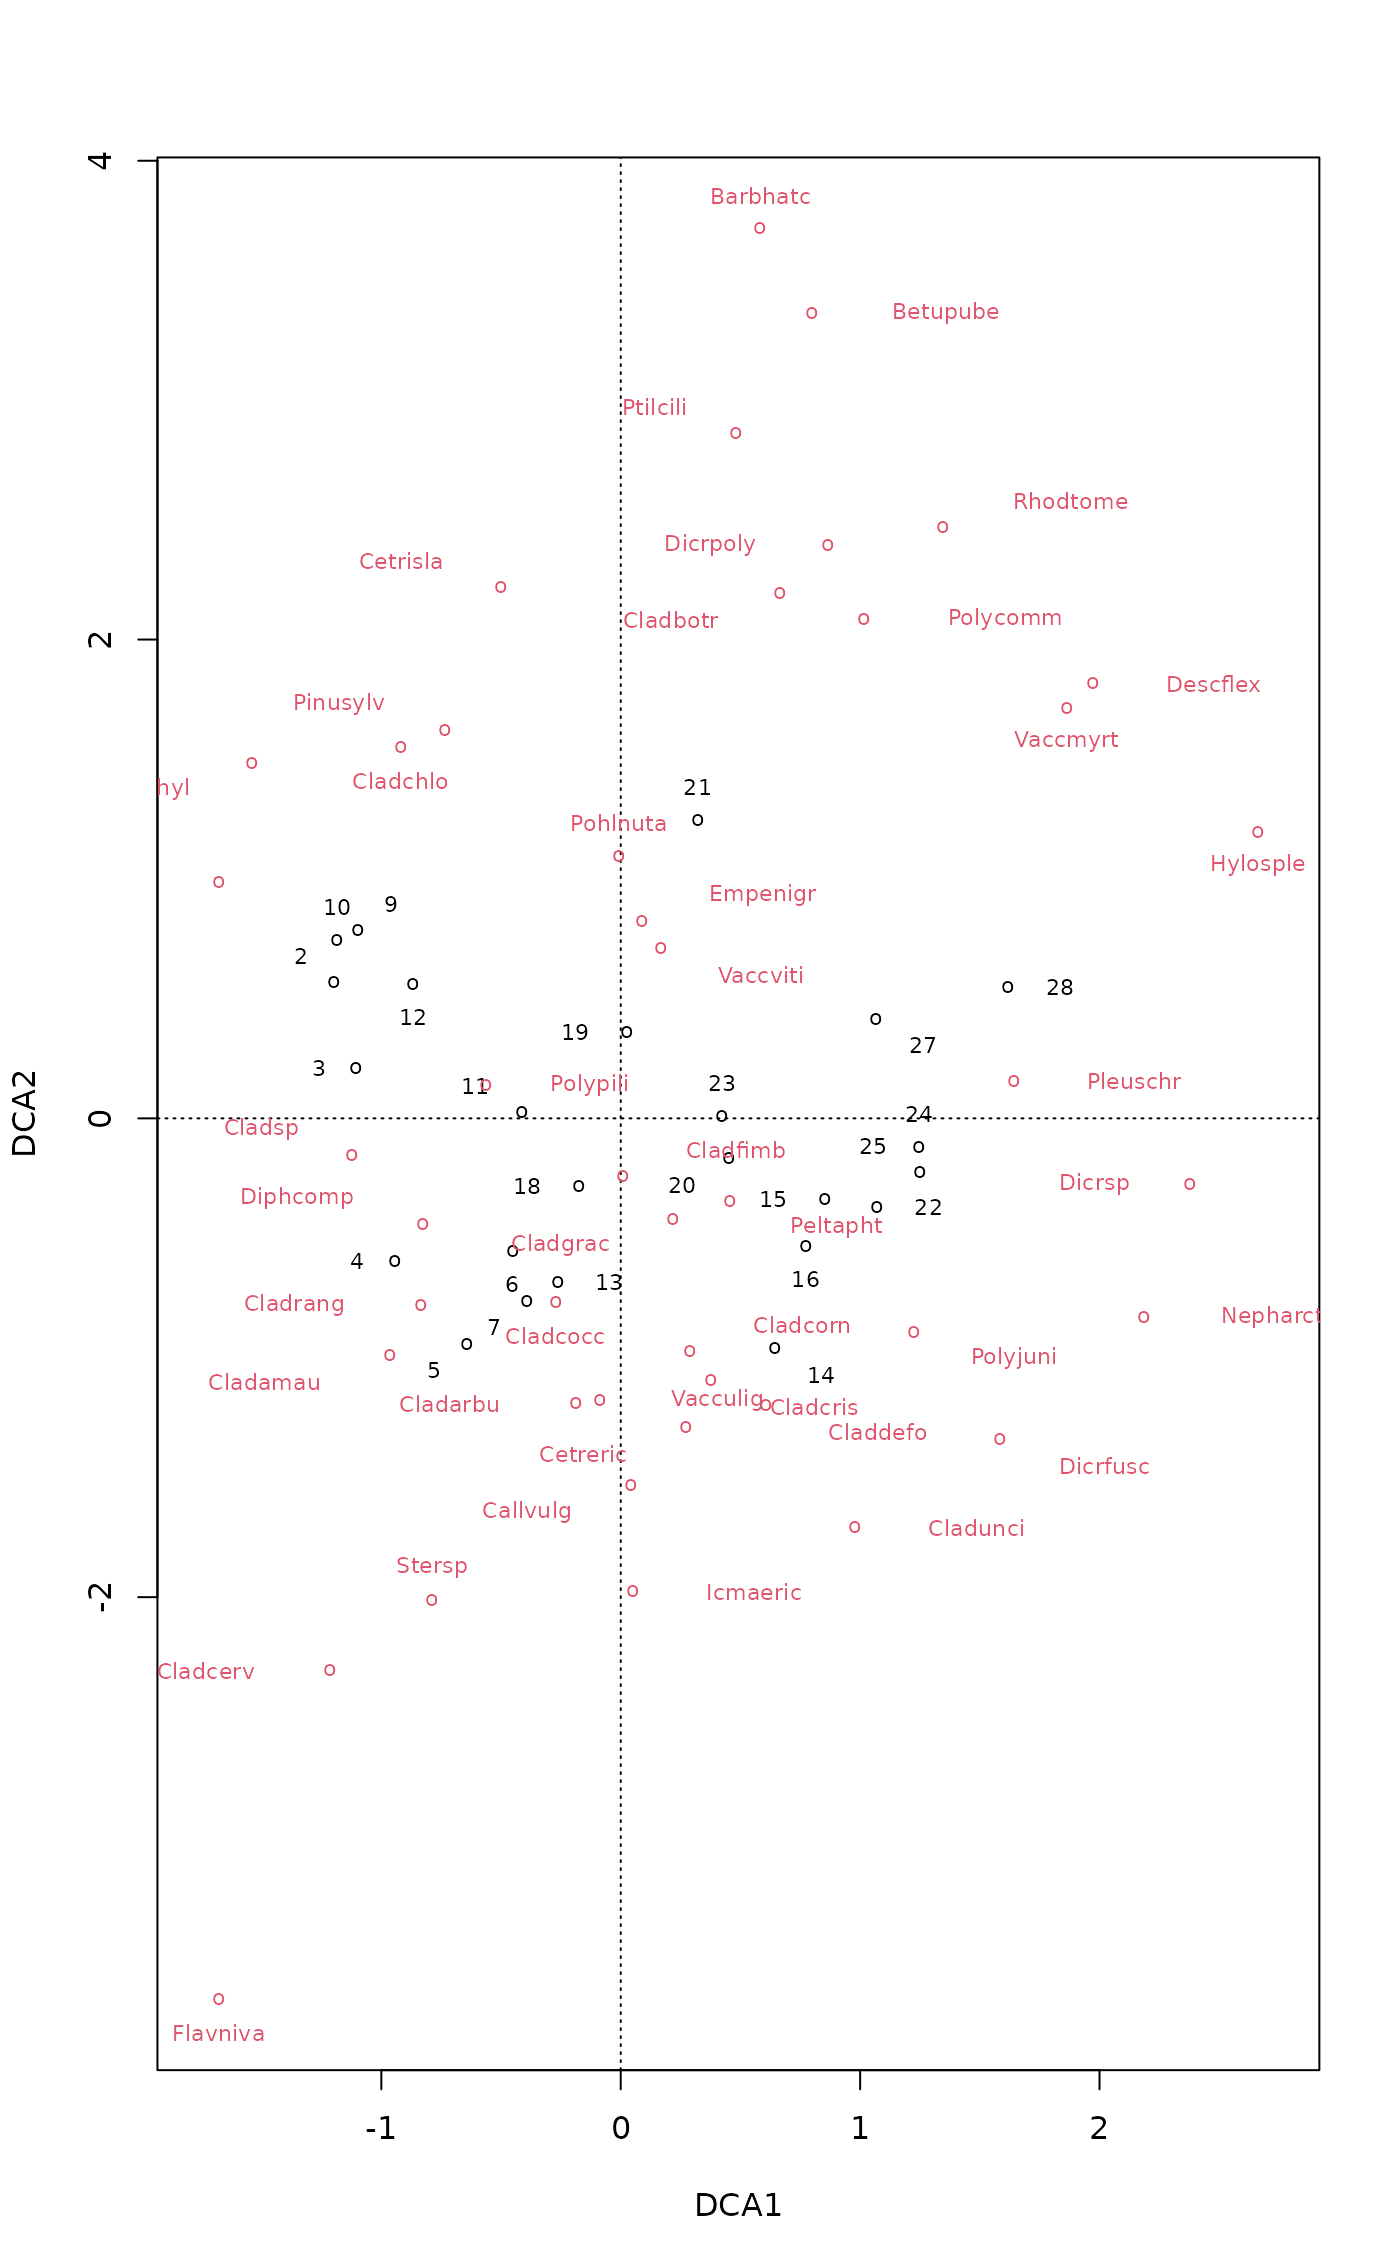 4
Barbhatc
Betupube
Ptilcili
Rhodtome
Dicrpoly
Cetrisla
Cladbotr
Polycomm
2
Descflex
Pinusylv
Vaccmyrt
Cladchlo
hyl
21
Pohlnuta
Hylosple
Empenigr
10
9
2
Vaccviti
28
12
19
27
3
11
Polypili
23
Pleuschr
DCA2
0
24
Cladsp
25
Cladfimb
Dicrsp
18
20
Diphcomp
15
22
Peltapht
Cladgrac
4
6
13
16
Cladrang
Nepharct
7
Cladcorn
Cladcocc
Polyjuni
5
14
Cladamau
Vacculig
Cladarbu
Cladcris
Claddefo
Cetreric
Dicrfusc
Callvulg
Cladunci
Stersp
-2
Icmaeric
Cladcerv
Flavniva
-1
0
1
2
DCA1